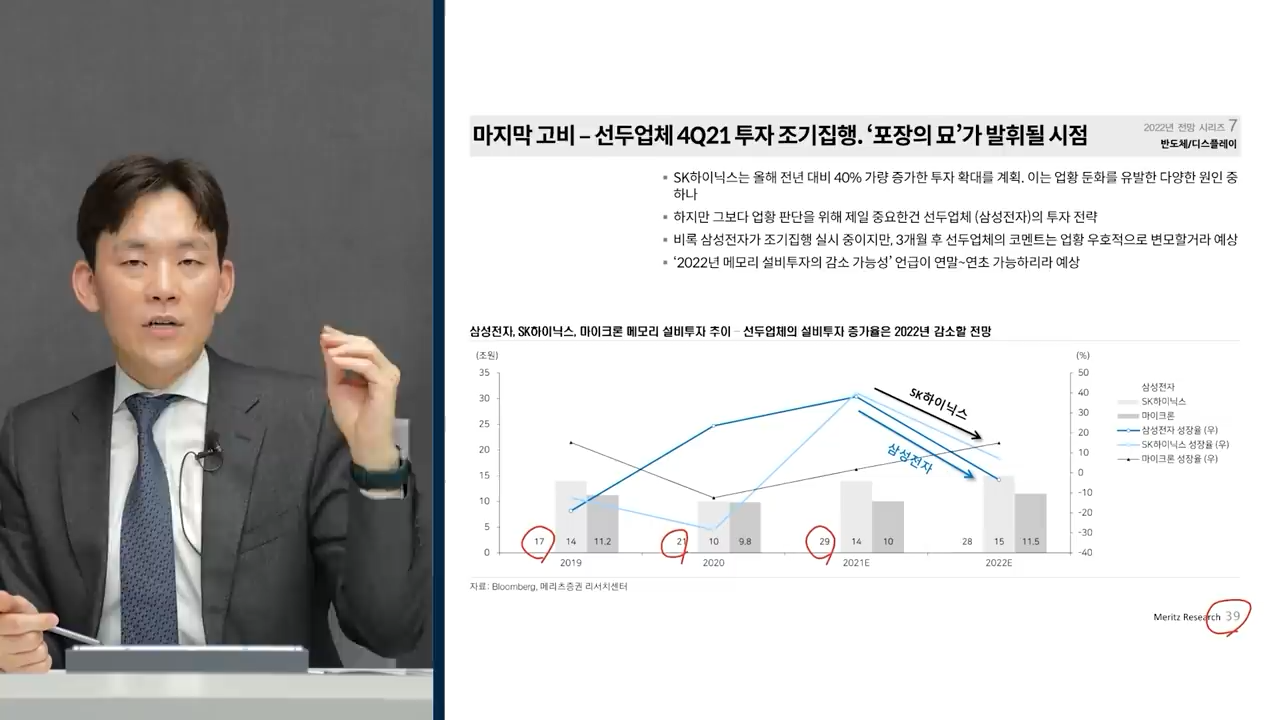 마지막 고비 – 선두업체 4Q21 투자 조기집행. ‘포장의 묘’가 발휘될 시점
2022년 전망 시리즈 7
반도체/디스플레이
▪ SK하이닉스는 올해 전년 대비 40% 가량 증가한 투자 확대를 계획. 이는 업황 둔화를 유발한 다양한 원인 중
하나
▪ 하지만 그보다 업황 판단을 위해 제일 중요한건 선두업체 (삼성전자)의 투자 전략
▪ 비록 삼성전자가 조기집행 실시 중이지만, 3개월 후 선두업체의 코멘트는 업황 우호적으로 변모할거라 예상
▪ ‘2022년 메모리 설비투자의 감소 가능성’ 언급이 연말~연초 가능하리라 예상
삼성전자, SK하이닉스, 마이크론 메모리 설비투자 추이 – 선두업체의 설비투자 증가율은 2022년 감소할 전망
(조원)
(%)
35
30
25
20
15
10
5
0
50
40
30
20
10
0
-10
-20
-30
-40
SK하이닉스
삼성전자
17 14 11.2
21 10 9.8
29 14 10
28 15 11.5
2019 2020 2021E 2022E
삼성전자
SK하이닉스
마이크론
삼성전자 성장율 (우)
SK하이닉스 성장율 (우)
마이크론 성장율 (우)
자료: Bloomberg, 메리츠증권 리서치센터
Meritz Research 39